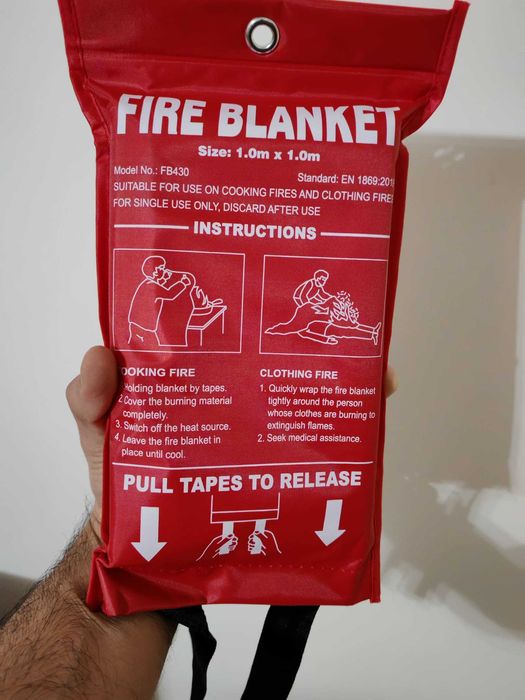 FIRE BLANKET
Size: 1.0m x 1.0m
Model No.: FB430
Standard: EN 1869:201
SUITABLE FOR USE ON COOKING FIRES AND CLOTHING FIRE
FOR SINGLE USE ONLY, DISCARD AFTER USE
INSTRUCTIONS
OOKING FIRE
Holding blanket by tapes.
2. Cover the burning material
completely.
3. Switch off the heat source.
4. Leave the fire blanket in
place until cool.
CLOTHING FIRE
1. Quickly wrap the fire blanket
tightly around the person
whose clothes are burning to
extinguish flames.
2. Seek medical assistance.
PULL TAPES TO RELEASE